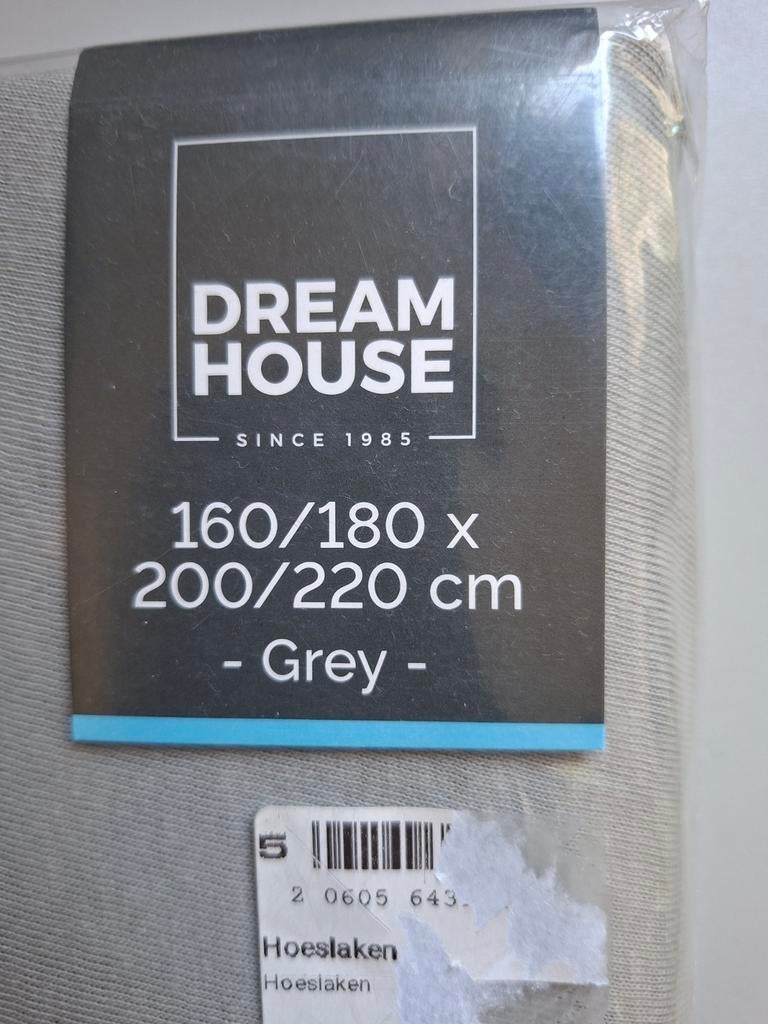 DREAM
HOUSE
SINCE 1985
160/180 x
200/220 cm
- Grey -
5
2 0605 643
Hoeslaken
Hoeslaken